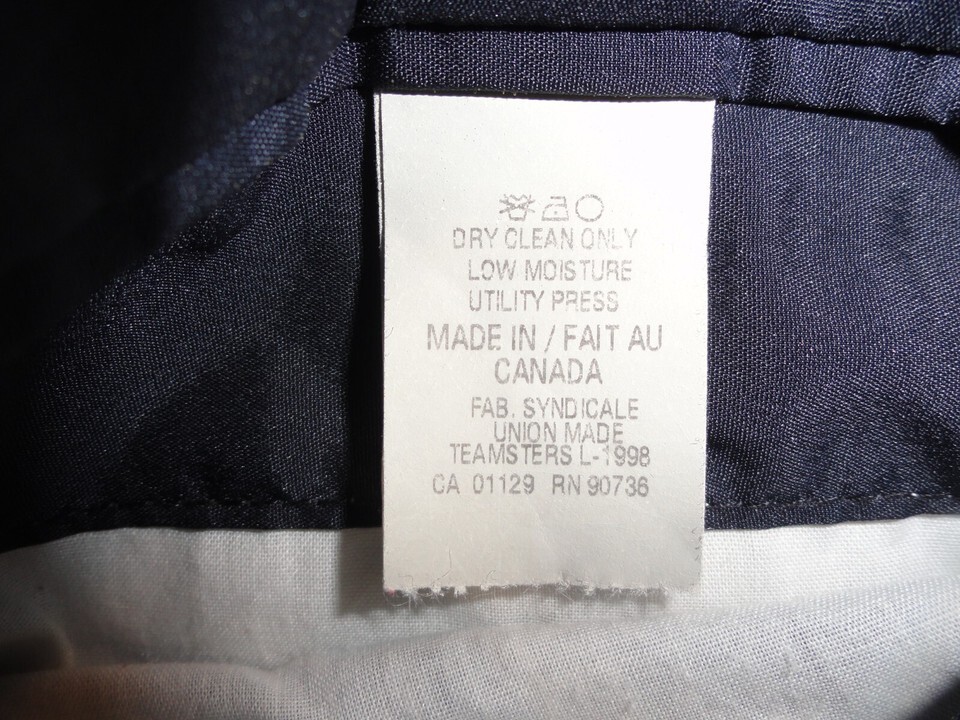 DRY CLEAN ONLY
LOW MOISTURE
UTILITY PRESS
MADE IN / FAIT AU
CANADA
FAB. SYNDICALE
UNION MADE
TEAMSTERS L-1998
CA 01129 RN 90736